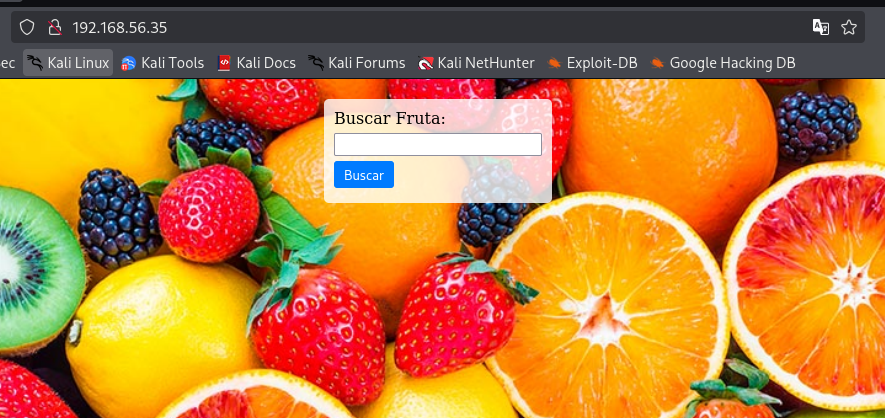 192.168.56.35
ec Kali Linux Kali Tools Kali Docs Kali Forums Kali NetHunter Exploit-DB Google Hacking DB
Buscar Fruta:
Buscar